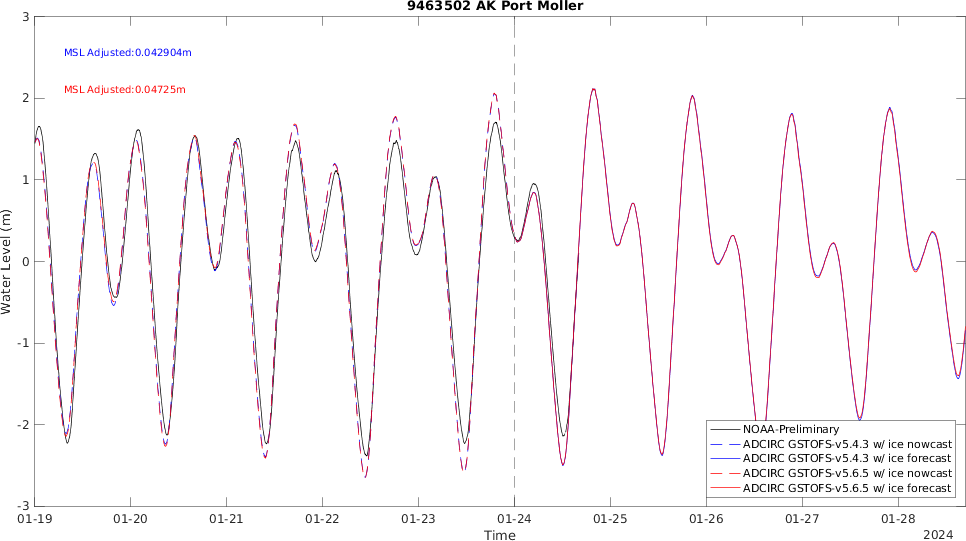 9463502 AK Port Moller
MSL Adjusted:0.042904m
MSL Adjusted:0.04725m
Water Level (m)
3
2
1
0
-1
-2
-3
NOAA-Preliminary
ADCIRC GSTOFS-v5.4.3 w/ ice nowcast
ADCIRC GSTOFS-v5.4.3 w/ ice forecast
ADCIRC GSTOFS-v5.6.5 w/ ice nowcast
ADCIRC GSTOFS-v5.6.5 w/ ice forecast
01-19 01-20 01-21 01-22 01-23 01-24 01-25 01-26 01-27 01-28
Time
2024